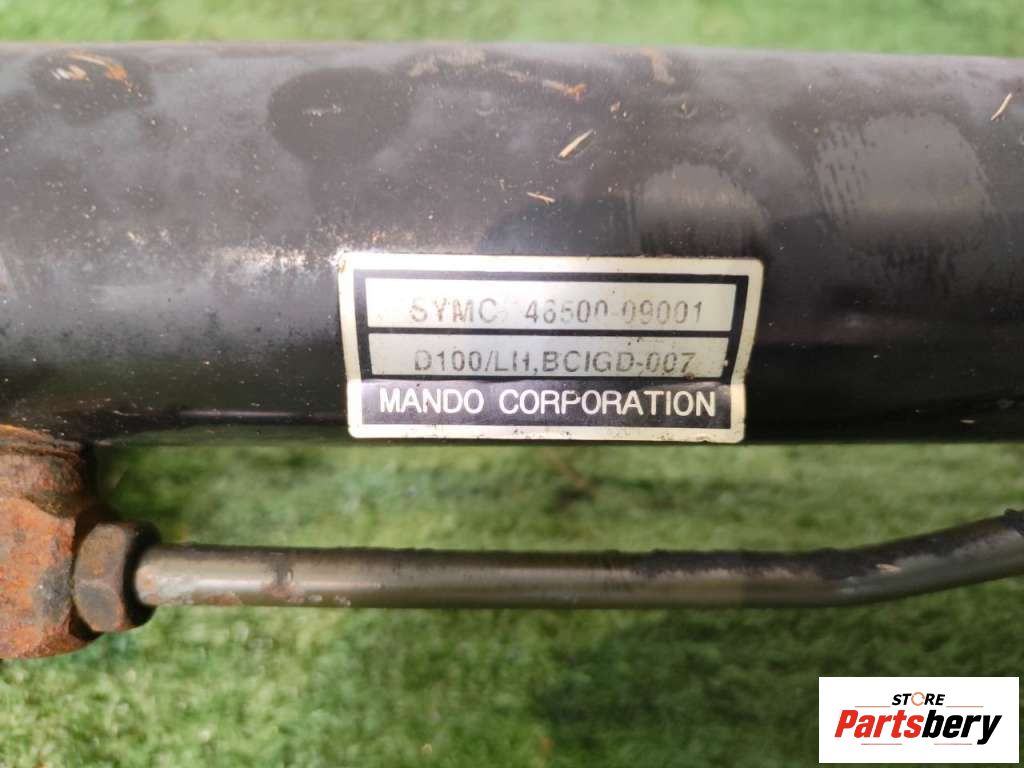 SYMC 46500-09001
D100/LH,BCIGD-007
MANDO CORPORATION
STORE
Partsbery